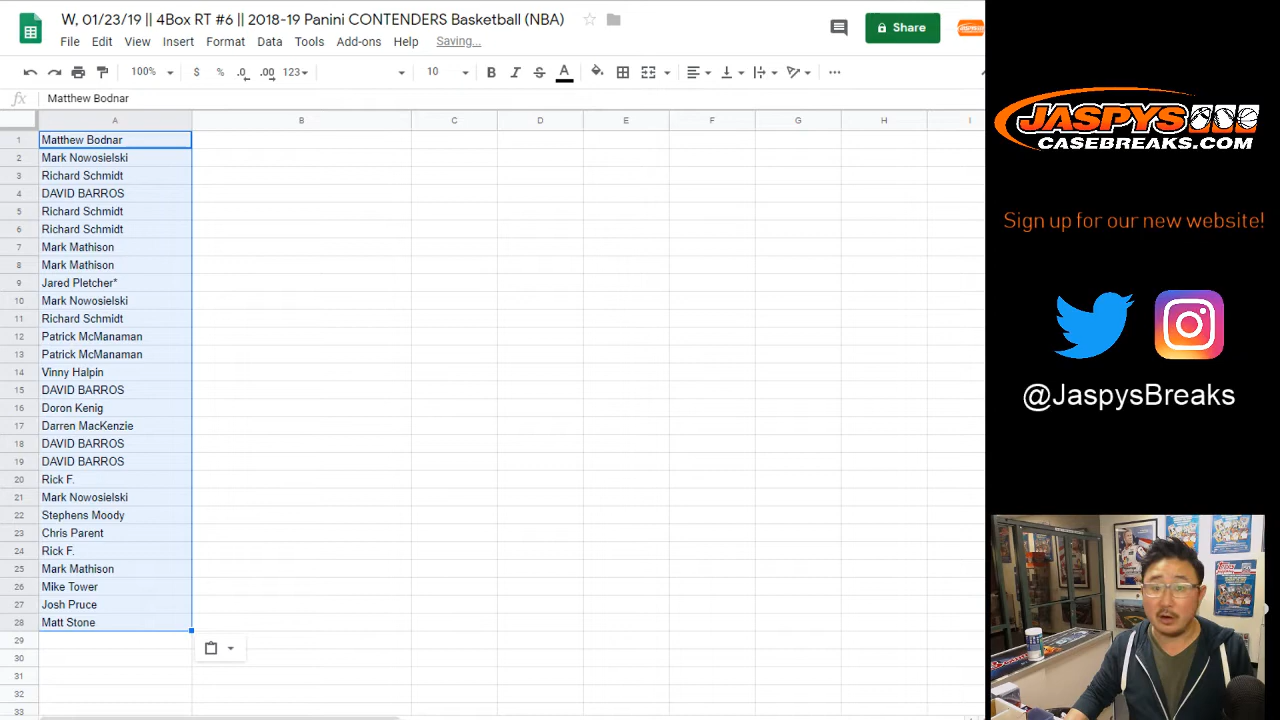 W, 01/23/19 || 4Box RT #6 || 2018-19 Panini CONTENDERS Basketball (NBA)
File Edit View Insert Format Data Tools Add-ons Help Saving...
Share
100% $ % .0 .00 123 10 B I S A
fx Matthew Bodnar
A B C D E F G H I
1 Matthew Bodnar
2 Mark Nowosielski
3 Richard Schmidt
4 DAVID BARROS
5 Richard Schmidt
6 Richard Schmidt
7 Mark Mathison
8 Mark Mathison
9 Jared Pletcher*
10 Mark Nowosielski
11 Richard Schmidt
12 Patrick McManaman
13 Patrick McManaman
14 Vinny Halpin
15 DAVID BARROS
16 Doron Kenig
17 Darren MacKenzie
18 DAVID BARROS
19 DAVID BARROS
20 Rick F.
21 Mark Nowosielski
22 Stephens Moody
23 Chris Parent
24 Rick F.
25 Mark Mathison
26 Mike Tower
27 Josh Pruce
28 Matt Stone
29
30
31
32
33
JASPYS
CASEBREAKS.COM
Sign up for our new website!
@JaspysBreaks